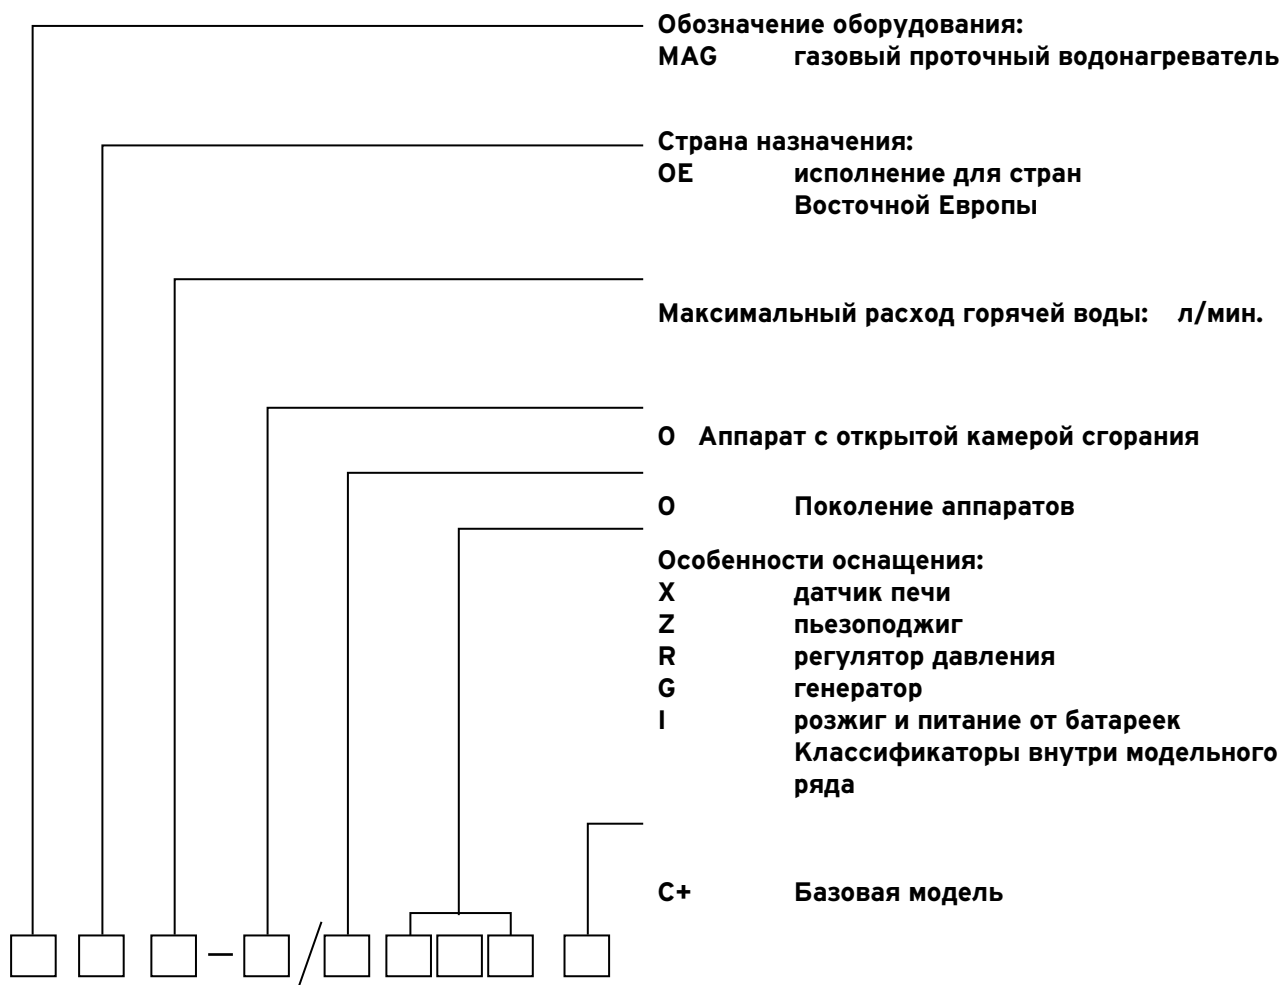 Обозначение оборудования:
MAG газовый проточный водонагреватель
Страна назначения:
OE исполнение для стран
Восточной Европы
Максимальный расход горячей воды: л/мин.
0 Аппарат с открытой камерой сгорания
0 Поколение аппаратов
Особенности оснащения:
X датчик печи
Z пьезоподжиг
R регулятор давления
G генератор
I розжиг и питание от батареек
Классификаторы внутри модельного
ряда
C+ Базовая модель